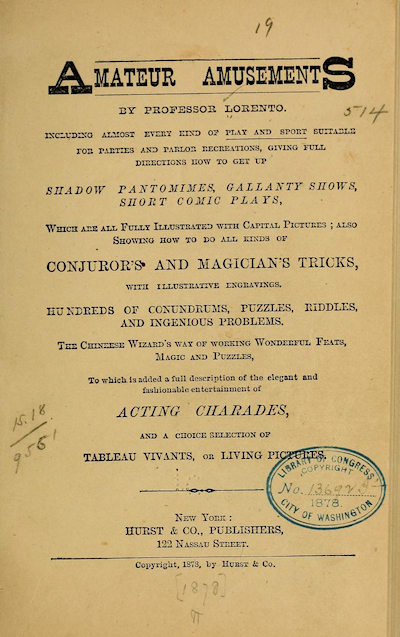 19
AMATEUR AMUSEMENTS
BY PROFESSOR LORENTO.
514
INCLUDING ALMOST EVERY KIND OF PLAY AND SPORT SUITABLE
FOR PARTIES AND PARLOR RECREATIONS, GIVING FULL
DIRECTIONS HOW TO GET UP
SHADOW PANTOMIMES, GALLANTY SHOWS,
SHORT COMIC PLAYS,
WHICH ARE ALL FULLY ILLUSTRATED WITH CAPITAL PICTURES; ALSO
SHOWING HOW TO DO ALL KINDS OF
CONJUROR'S AND MAGICIAN'S TRICKS,
WITH ILLUSTRATIVE ENGRAVINGS.
HUNDREDS OF CONUNDRUMS, PUZZLES, RIDDLES,
AND INGENIOUS PROBLEMS.
THE CHINESE WIZARD'S WAY OF WORKING WONDERFUL FEATS,
MAGIC AND PUZZLES,
To which is added a full description of the elegant and
fashionable entertainment of
ACTING CHARADES,
AND A CHOICE SELECTION OF
TABLEAU VIVANTS, OR LIVING PICTURES.
LIBRARY OF CONGRESS
COPYRIGHT
No. 13692
1878.
CITY OF WASHINGTON
NEW YORK:
HURST & CO., PUBLISHERS,
122 NASSAU STREET.
Copyright, 1878, by HURST & Co.
[1878]